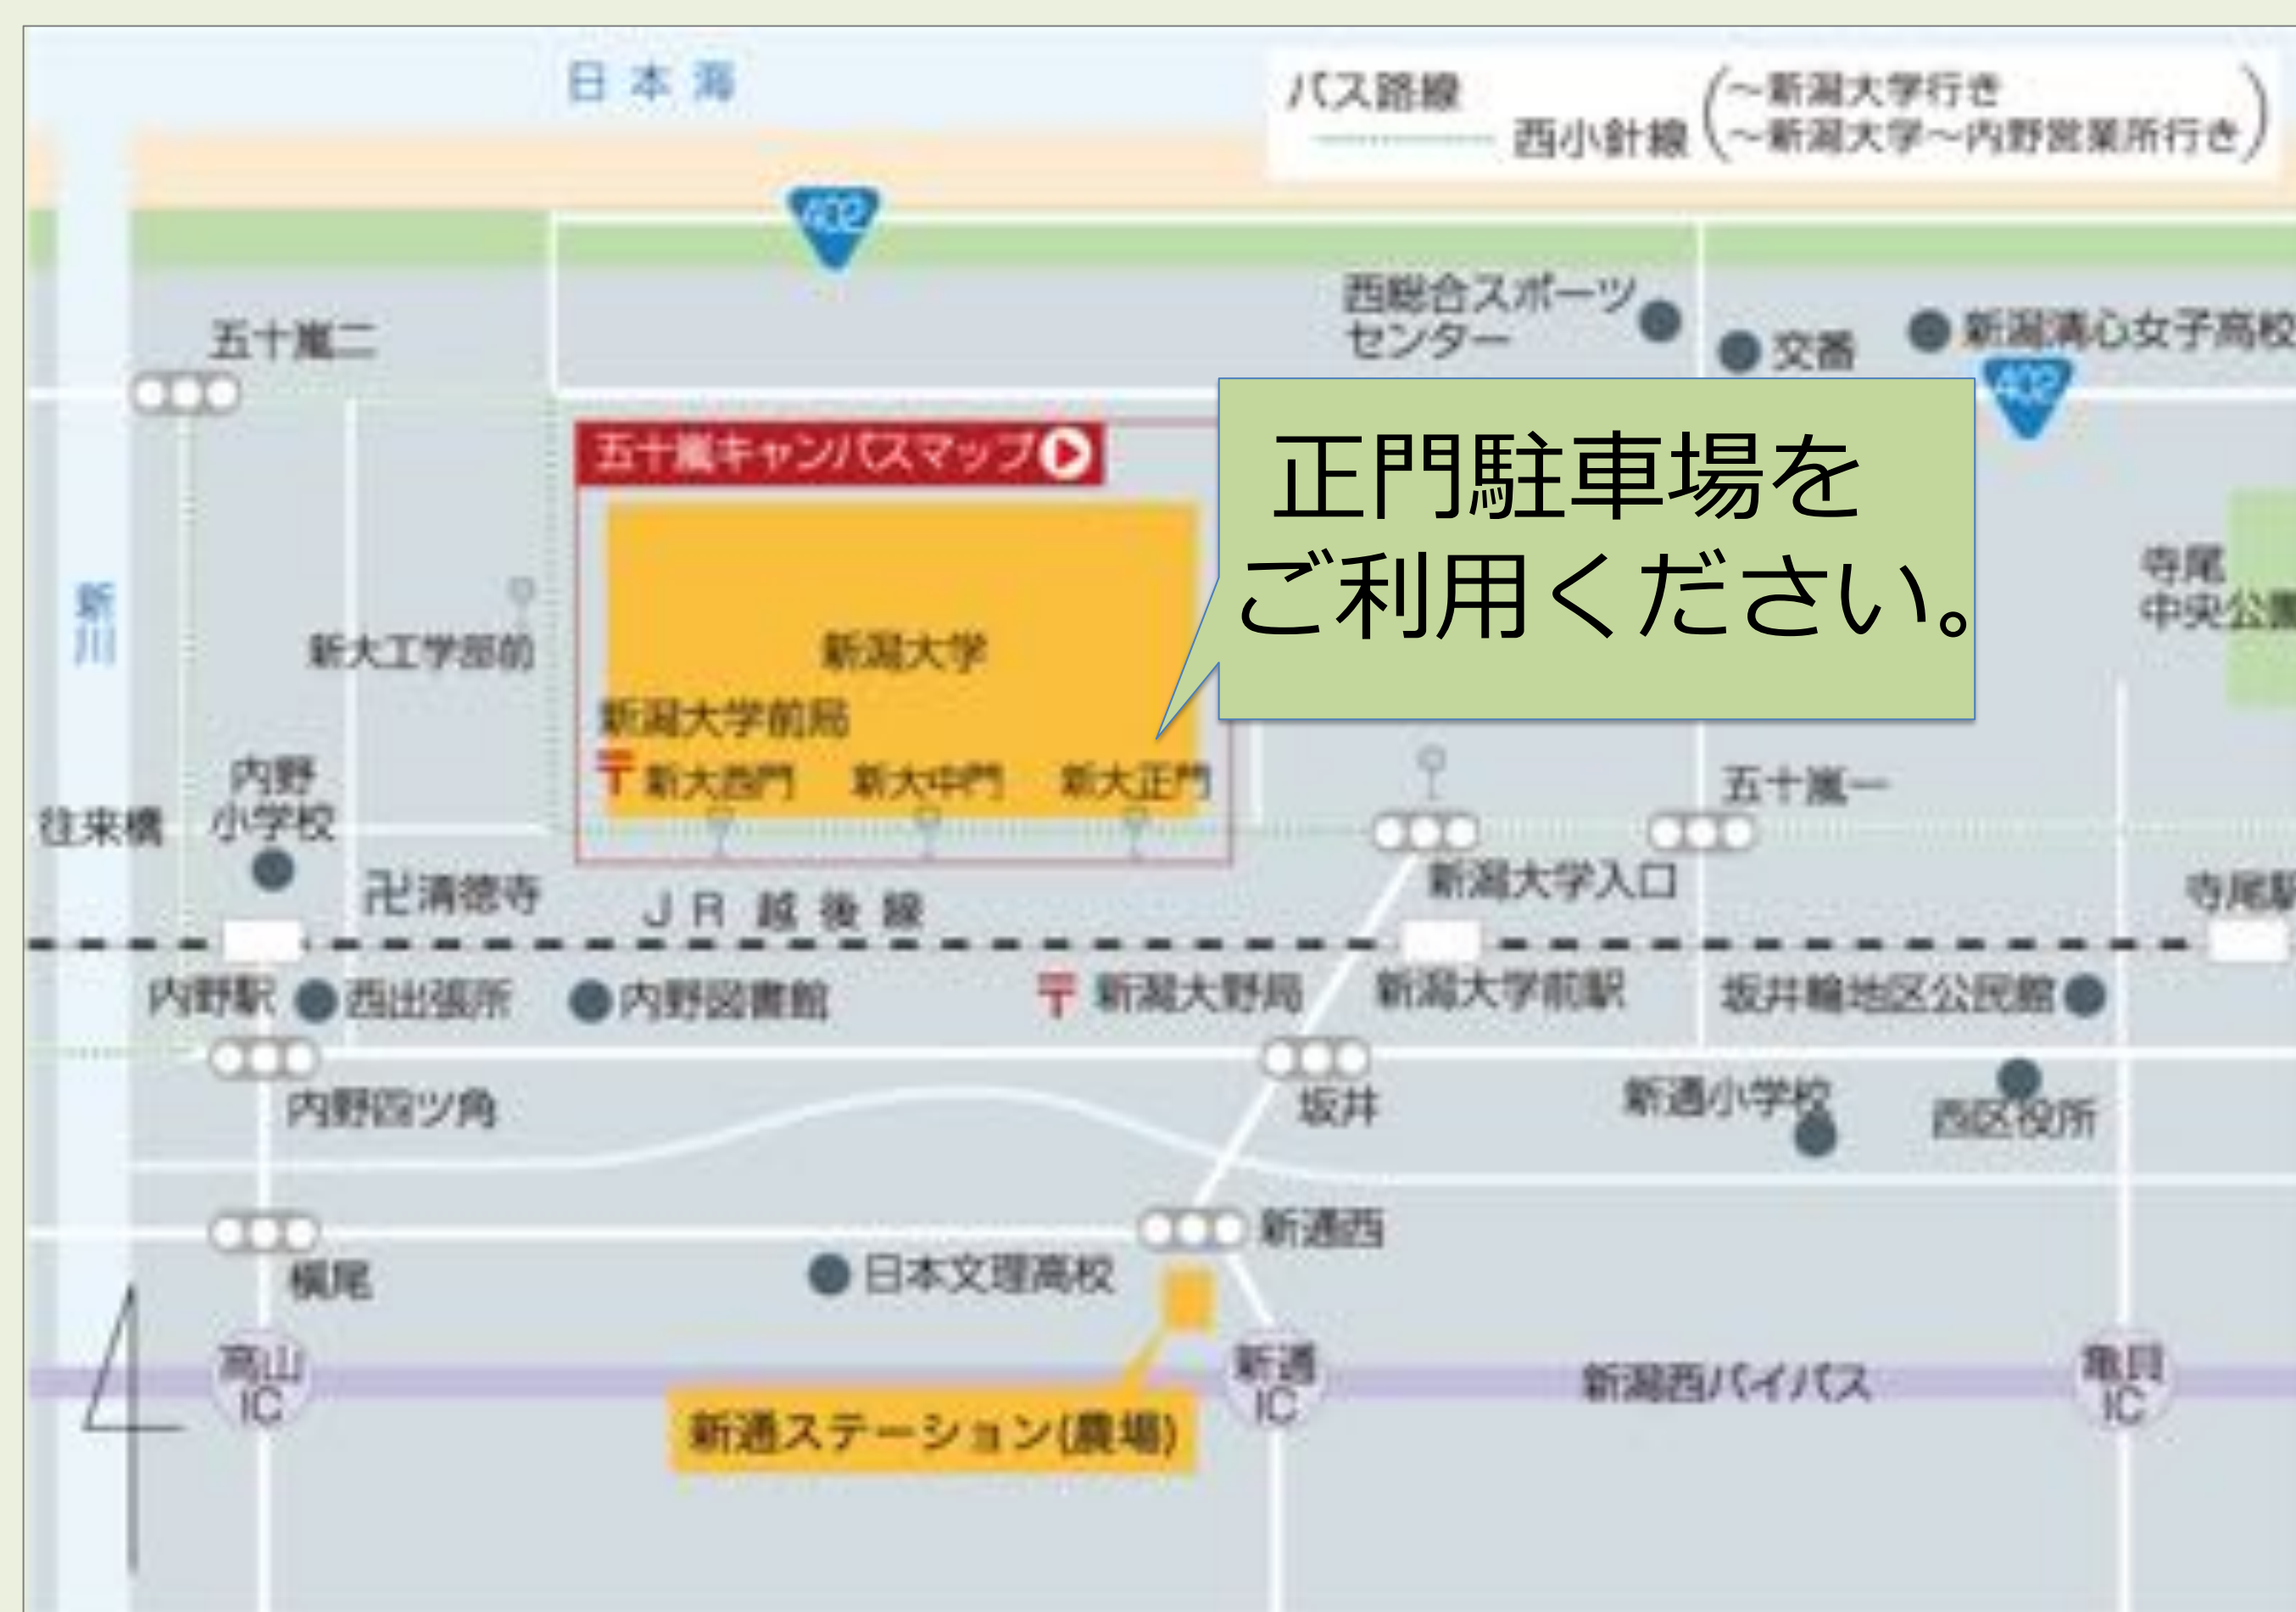 日本海
バス路線
西小針線
～新潟大学行き
～新潟大学～内野営業所行き
402
西総合スポーツ
センター
交番
新潟清心女子高校
五十嵐二
402
五十嵐キャンパスマップ
正門駐車場を
ご利用ください。
寺尾
中央公園
新川
新大工学部前
新潟大学
新潟大学前局
〒 新大西門
新大中門
新大正門
内野
小学校
往来橋
五十嵐一
卍清徳寺
JR越後線
新潟大学入口
寺尾駅
内野駅
西出張所
内野図書館
〒 新潟大野局
新潟大学前駅
坂井輪地区公民館
内野四ツ角
坂井
新通小学校
西区役所
新通西
槇尾
日本文理高校
高山
IC
新通
IC
新潟西バイパス
亀貝
IC
新通ステーション(農場)